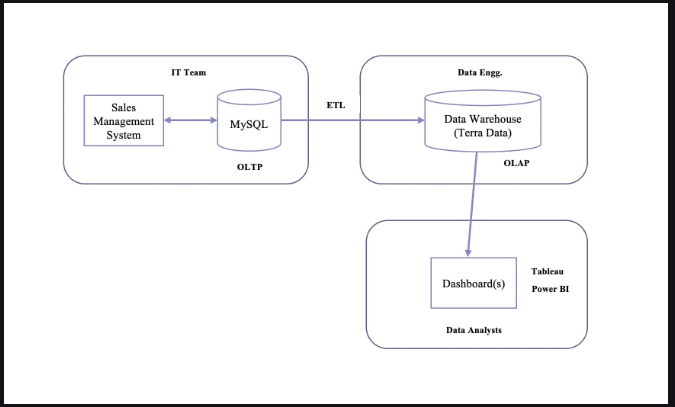 IT Team
Sales
Management
System
MySQL
OLTP
ETL
Data Engg.
Data Warehouse
(Terra Data)
OLAP
Dashboard(s)
Tableau
Power BI
Data Analysts